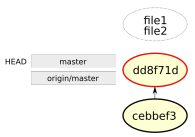 file1
file2
HEAD
master
dd8f71d
origin/master
cebbef3